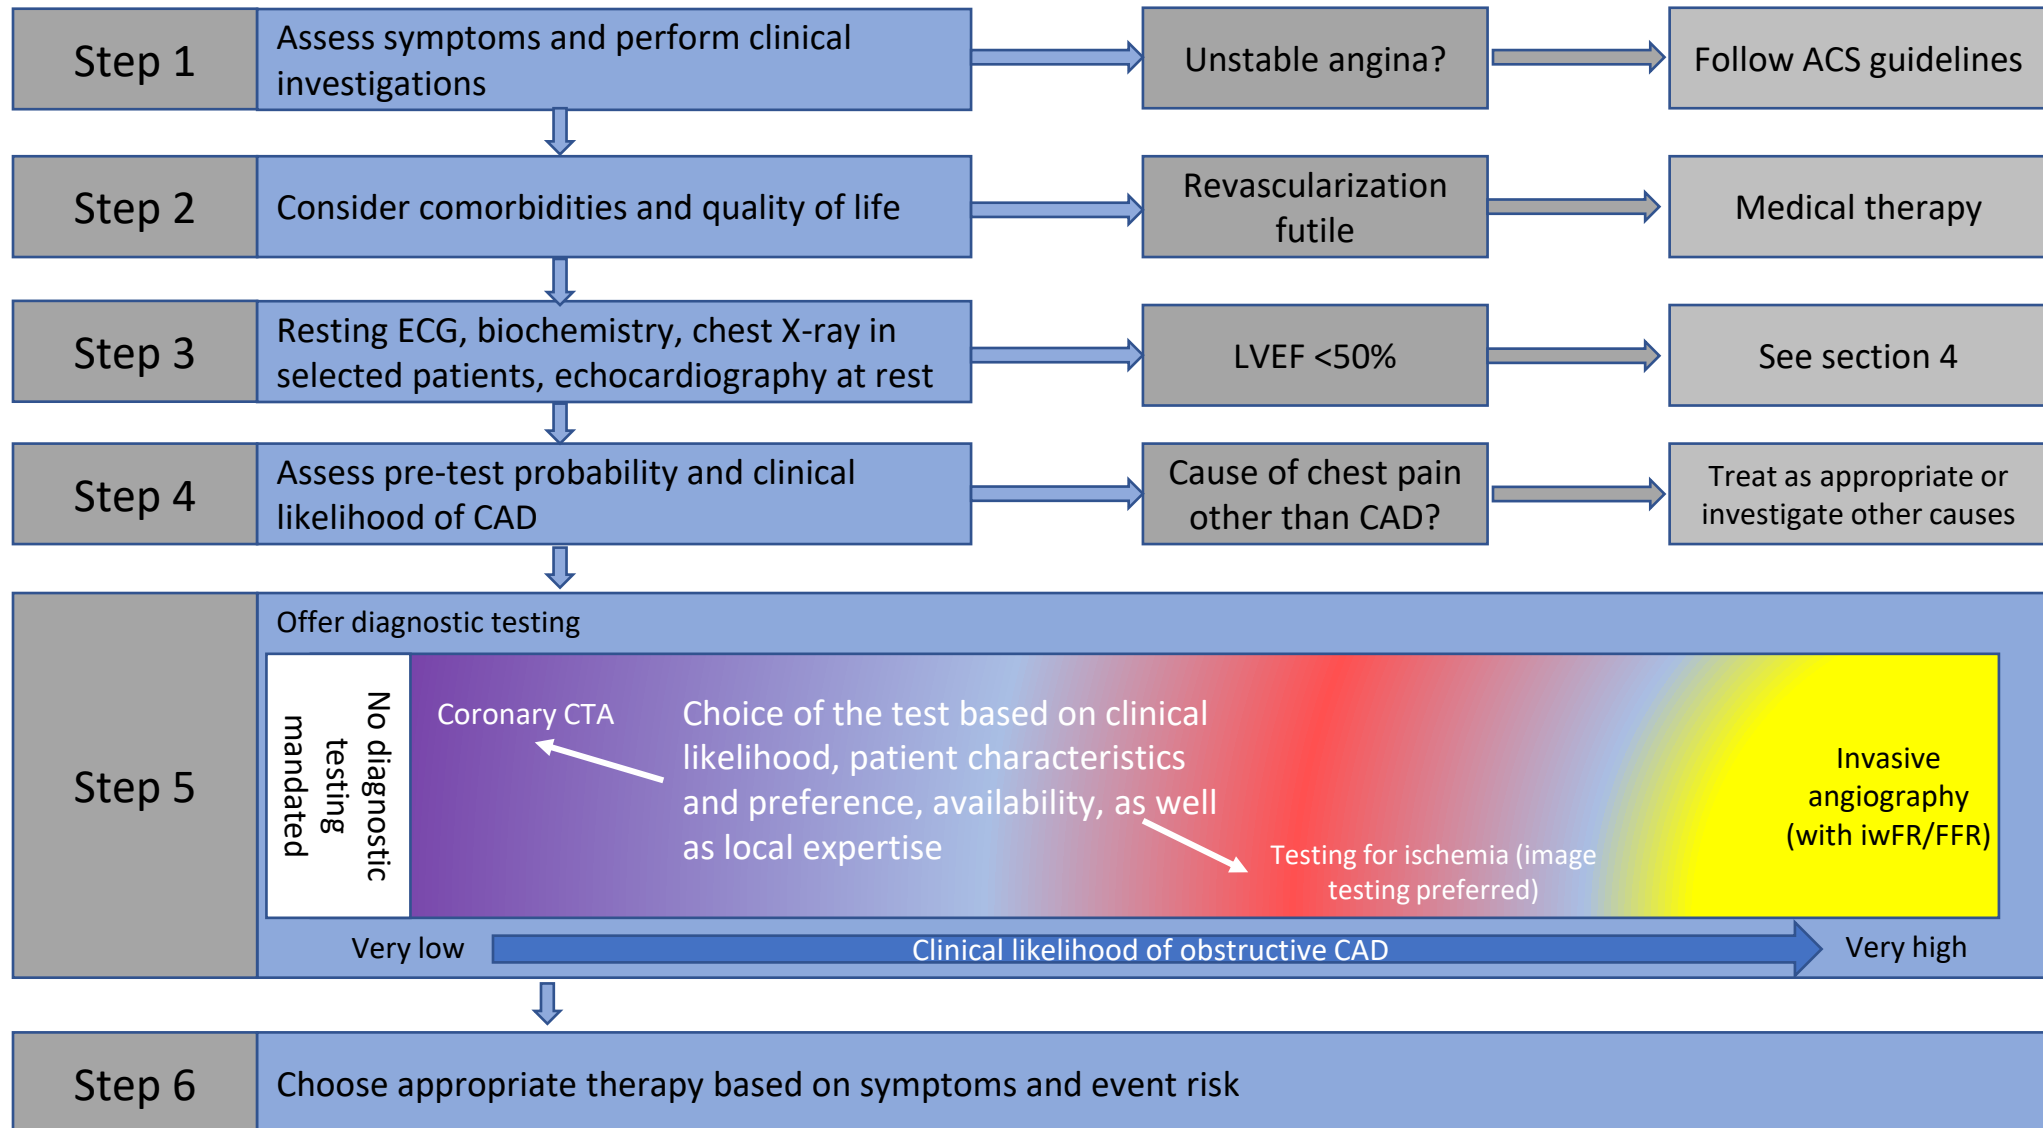 Step 1
Assess symptoms and perform clinical
investigations
Unstable angina?
Follow ACS guidelines
Step 2
Consider comorbidities and quality of life
Revascularization
futile
Medical therapy
Step 3
Resting ECG, biochemistry, chest X-ray in
selected patients, echocardiography at rest
LVEF <50%
See section 4
Step 4
Assess pre-test probability and clinical
likelihood of CAD
Cause of chest pain
other than CAD?
Treat as appropriate or
investigate other causes
Step 5
Offer diagnostic testing
No diagnostic
testing
mandated
Coronary CTA
Choice of the test based on clinical
likelihood, patient characteristics
and preference, availability, as well
as local expertise
Testing for ischemia (image
testing preferred)
Invasive
angiography
(with iwFR/FFR)
Very low
Clinical likelihood of obstructive CAD
Very high
Step 6
Choose appropriate therapy based on symptoms and event risk